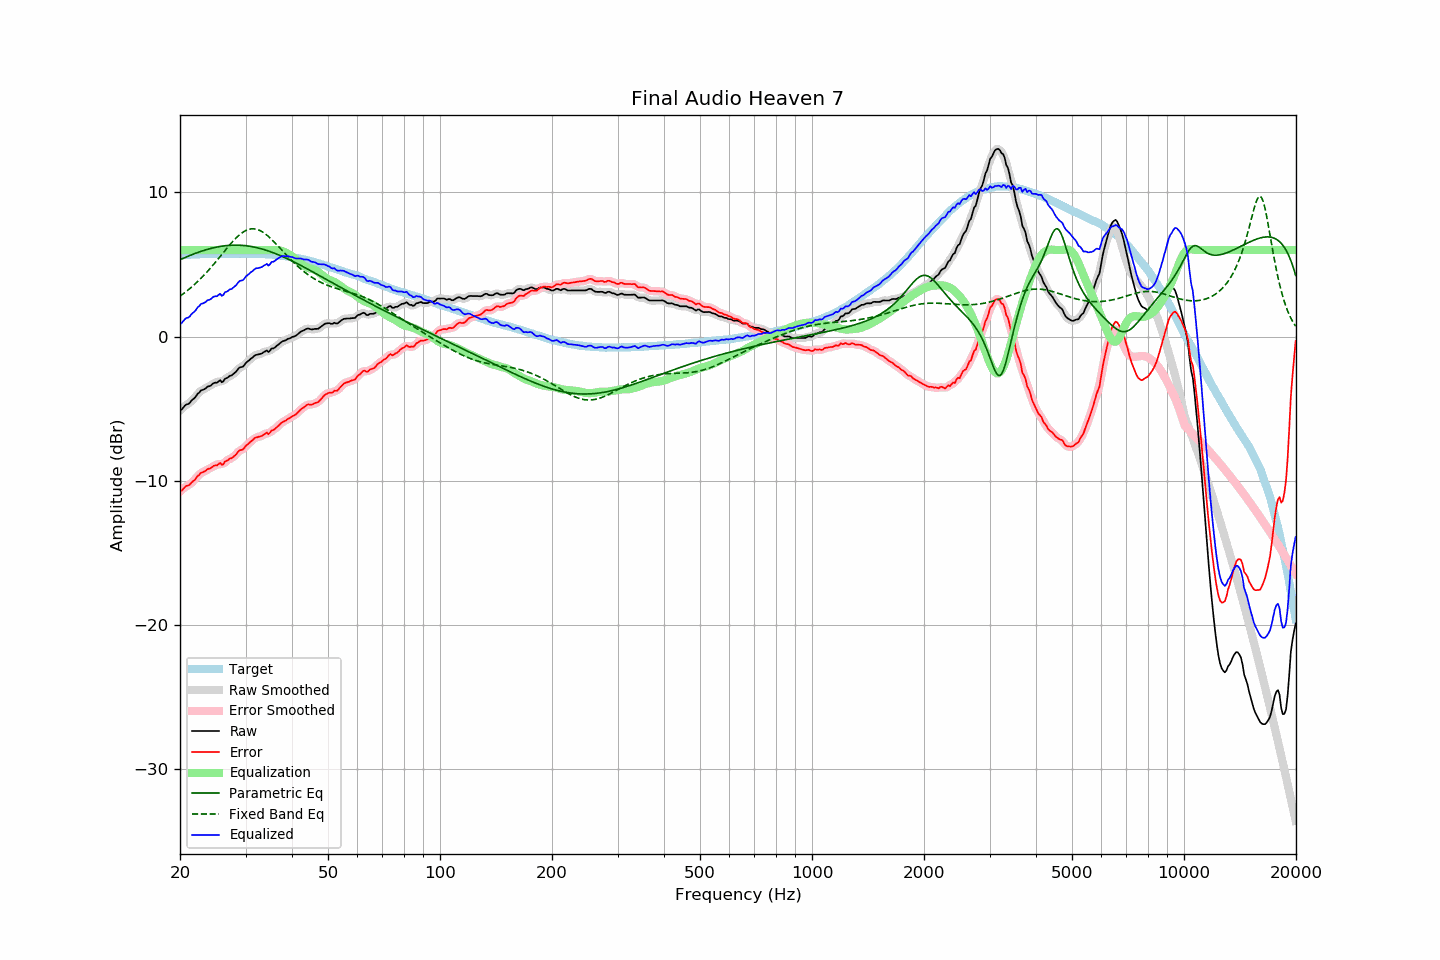 Final Audio Heaven 7
Amplitude (dBr)
10
0
−10
−20
−30
Target
Raw Smoothed
Error Smoothed
Raw
Error
Equalization
Parametric Eq
Fixed Band Eq
Equalized
20 50 100 200 500 1000 2000 5000 10000 20000
Frequency (Hz)